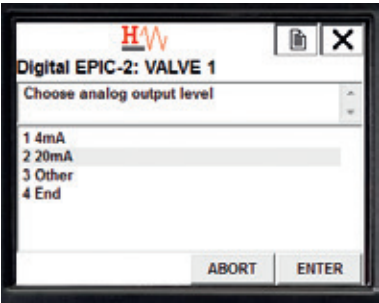 H
Digital EPIC-2: VALVE 1
Choose analog output level
1 4mA
2 20mA
3 Other
4 End
ABORT ENTER